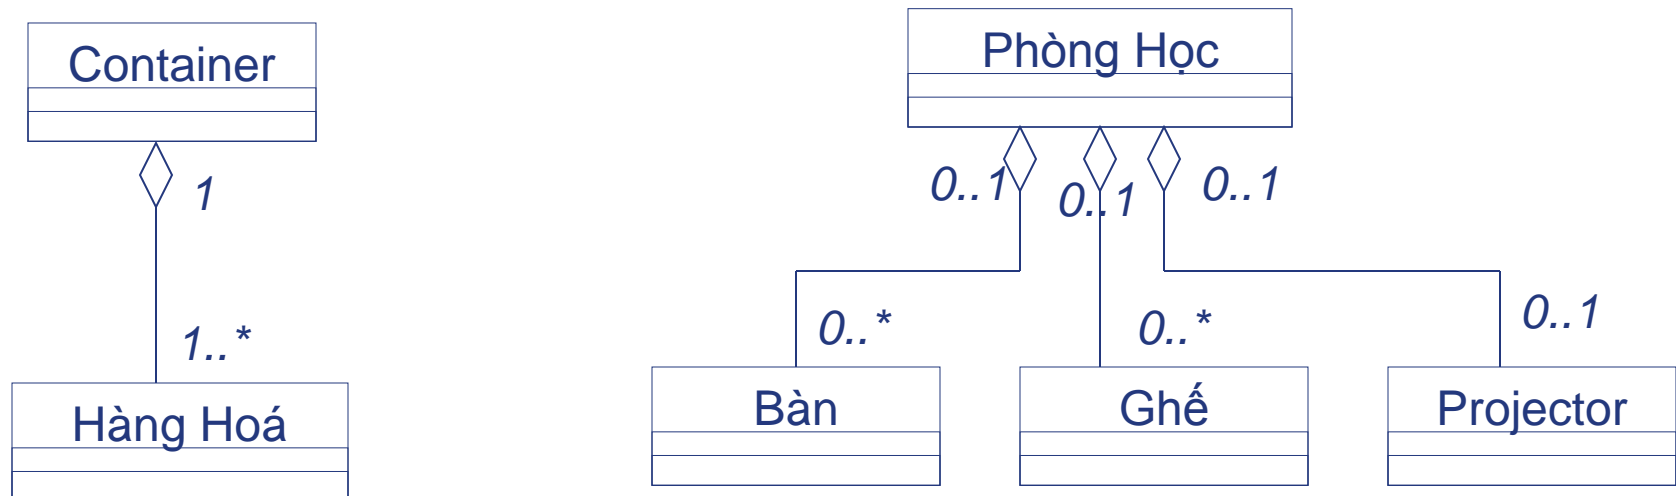 Container
1
1..*
Hàng Hoá
Phòng Học
0..1
0..1
0..1
0..*
0..*
0..1
Bàn
Ghế
Projector